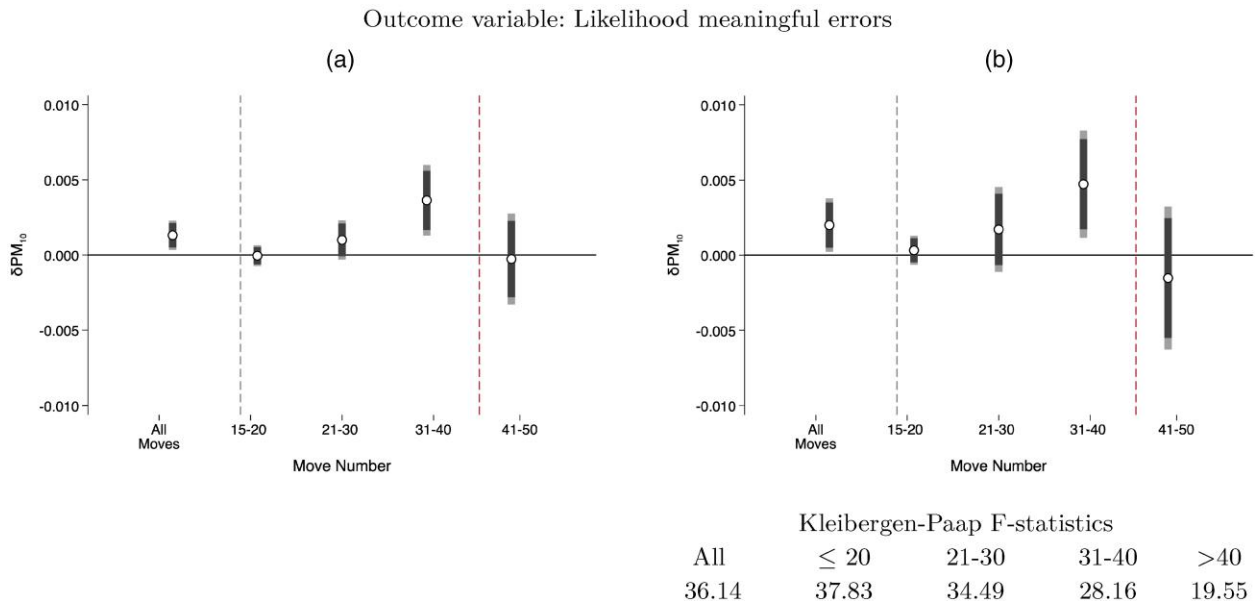 Outcome variable: Likelihood meaningful errors
(a)
0.010
0.005
0.000
-0.005
-0.010
δPM₁₀
All Moves
15-20
21-30
31-40
41-50
Move Number
(b)
0.010
0.005
0.000
-0.005
-0.010
δPM₁₀
All Moves
15-20
21-30
31-40
41-50
Move Number
Kleibergen-Paap F-statistics
All ≤ 20 21-30 31-40 >40
36.14 37.83 34.49 28.16 19.55